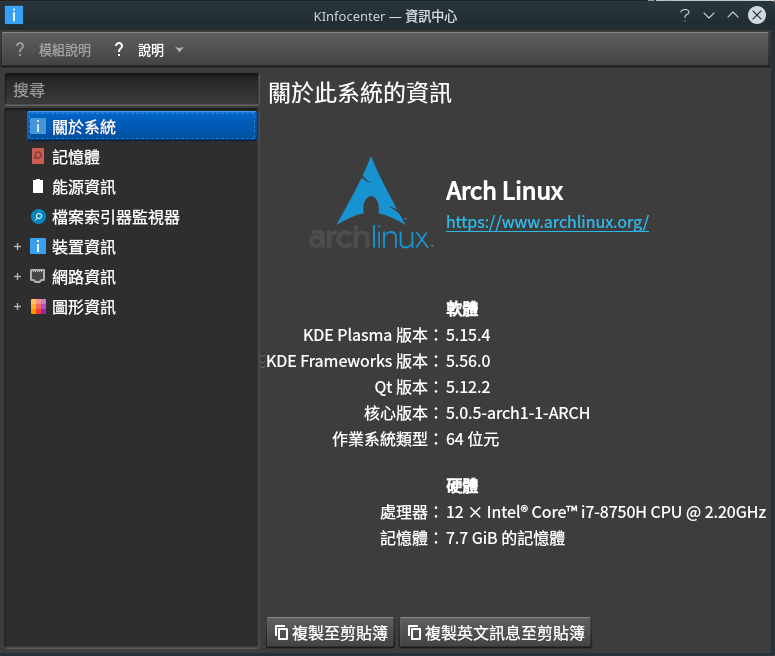 KInfocenter — 資訊中心
? 模組說明 ? 說明
搜尋
關於系統
記憶體
能源資訊
檔案索引器監視器
+ 裝置資訊
+ 網路資訊
+ 圖形資訊
關於此系統的資訊
archlinux.
Arch Linux
https://www.archlinux.org/
軟體
KDE Plasma 版本：5.15.4
KDE Frameworks 版本：5.56.0
Qt 版本：5.12.2
核心版本：5.0.5-arch1-1-ARCH
作業系統類型：64 位元
硬體
處理器：12 × Intel® Core™ i7-8750H CPU @ 2.20GHz
記憶體：7.7 GiB 的記憶體
複製至剪貼簿 複製英文訊息至剪貼簿